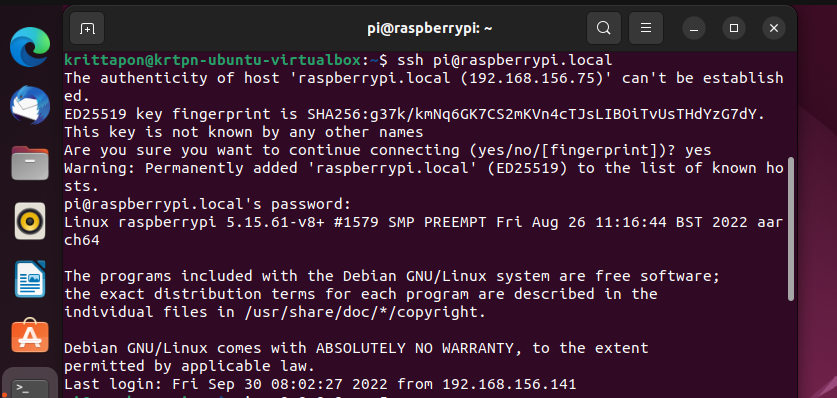 pi@raspberrypi: ~
krittapon@krtpn-ubuntu-virtualbox:~$ ssh pi@raspberrypi.local
The authenticity of host 'raspberrypi.local (192.168.156.75)' can't be establish
ed.
ED25519 key fingerprint is SHA256:g37k/kmNq6GK7CS2mKVn4cTJsLIBOiTvUsTHdYzG7dY.
This key is not known by any other names
Are you sure you want to continue connecting (yes/no/[fingerprint])? yes
Warning: Permanently added 'raspberrypi.local' (ED25519) to the list of known ho
sts.
pi@raspberrypi.local's password:
Linux raspberrypi 5.15.61-v8+ #1579 SMP PREEMPT Fri Aug 26 11:16:44 BST 2022 aar
ch64
The programs included with the Debian GNU/Linux system are free software;
the exact distribution terms for each program are described in the
individual files in /usr/share/doc/*/copyright.
Debian GNU/Linux comes with ABSOLUTELY NO WARRANTY, to the extent
permitted by applicable law.
Last login: Fri Sep 30 08:02:27 2022 from 192.168.156.141